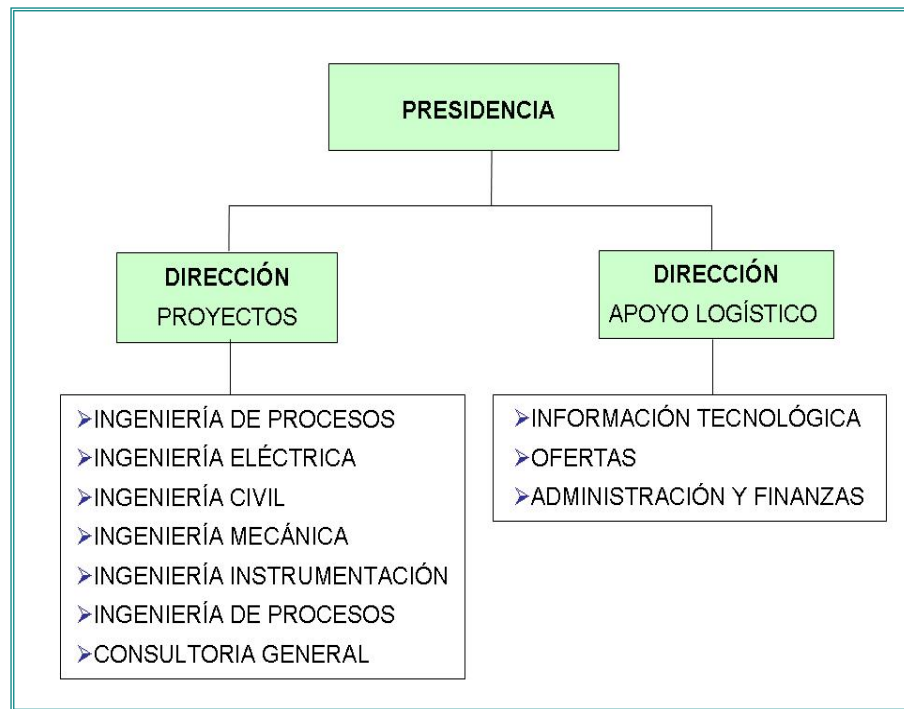 PRESIDENCIA
DIRECCIÓN
PROYECTOS
DIRECCIÓN
APOYO LOGÍSTICO
INGENIERÍA DE PROCESOS
INGENIERÍA ELÉCTRICA
INGENIERÍA CIVIL
INGENIERÍA MECÁNICA
INGENIERÍA INSTRUMENTACIÓN
INGENIERÍA DE PROCESOS
CONSULTORIA GENERAL
INFORMACIÓN TECNOLÓGICA
OFERTAS
ADMINISTRACIÓN Y FINANZAS